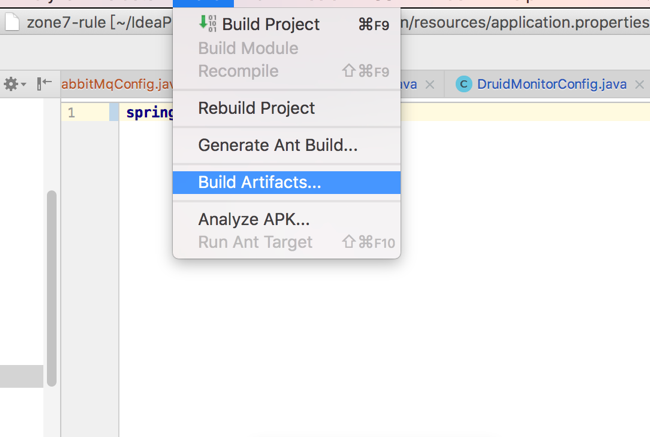 zone7-rule [~/IdeaP
n/resources/application.properties
Build Project ⌘F9
Build Module
Recompile ⇧⌘F9
abbitMqConfig.jav
ava × DruidMonitorConfig.java ×
Rebuild Project
1 spring
Generate Ant Build...
Build Artifacts...
Analyze APK...
Run Ant Target ⇧⌘F10